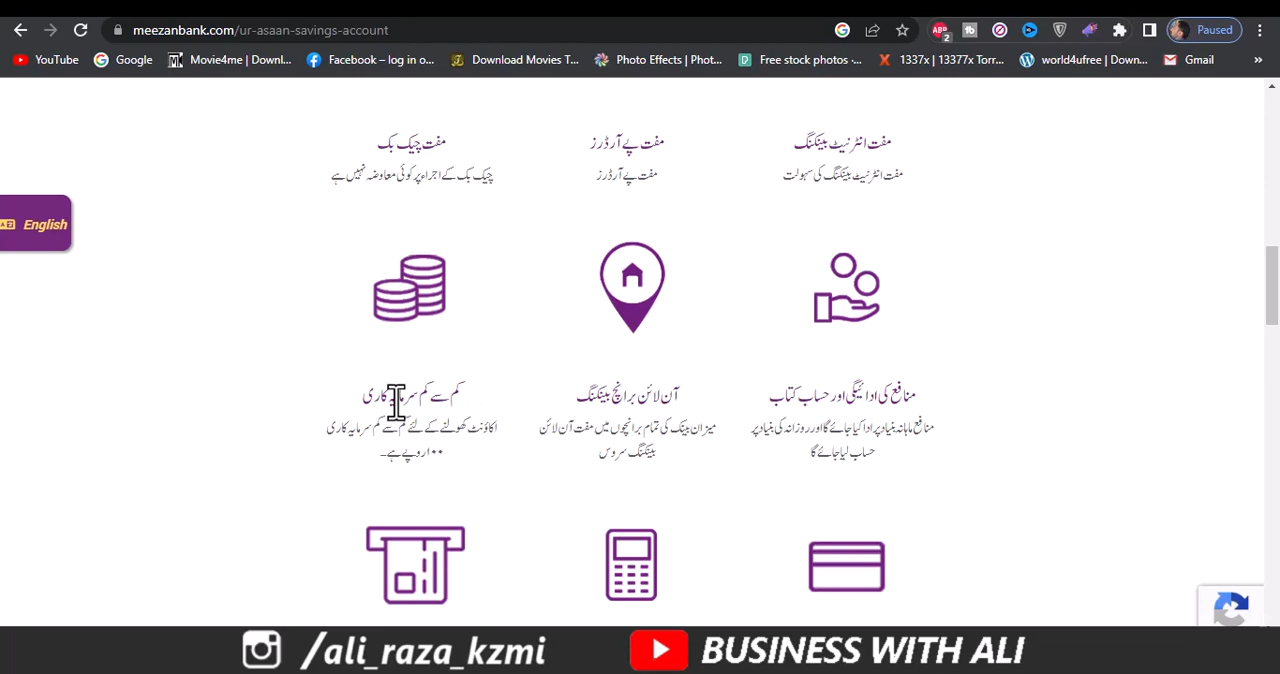 meezanbank.com/ur-asaan-savings-account
Paused
YouTube
Google
Movie4me | Downl...
Facebook – log in o...
Download Movies T...
Photo Effects | Phot...
Free stock photos -...
1337x | 13377x Torr...
world4ufree | Down...
Gmail
»
English
مفت انٹرنیٹ بینکنگ
مفت انٹرنیٹ بینکنگ کی سہولت
مفت پے آرڈرز
مفت پے آرڈرز
مفت چیک بک
چیک بک کے اجراء پر کوئی معاوضہ نہیں ہے
منافع کی ادائیگی اور حساب کتاب
منافع ماہانہ بنیاد پر ادا کیا جائے گا اور روزانہ کی بنیاد پر
حساب لیا جائے گا
آن لائن برانچ بینکنگ
میزان بینک کی تمام برانچوں میں مفت آن لائن
بینکنگ سروس
کم سے کم سرمایہ کاری
اکاؤنٹ کھولنے کے لئے کم سے کم سرمایہ کاری
۱۰۰ روپے ہے۔
/ali_raza_kzmi
BUSINESS WITH ALI